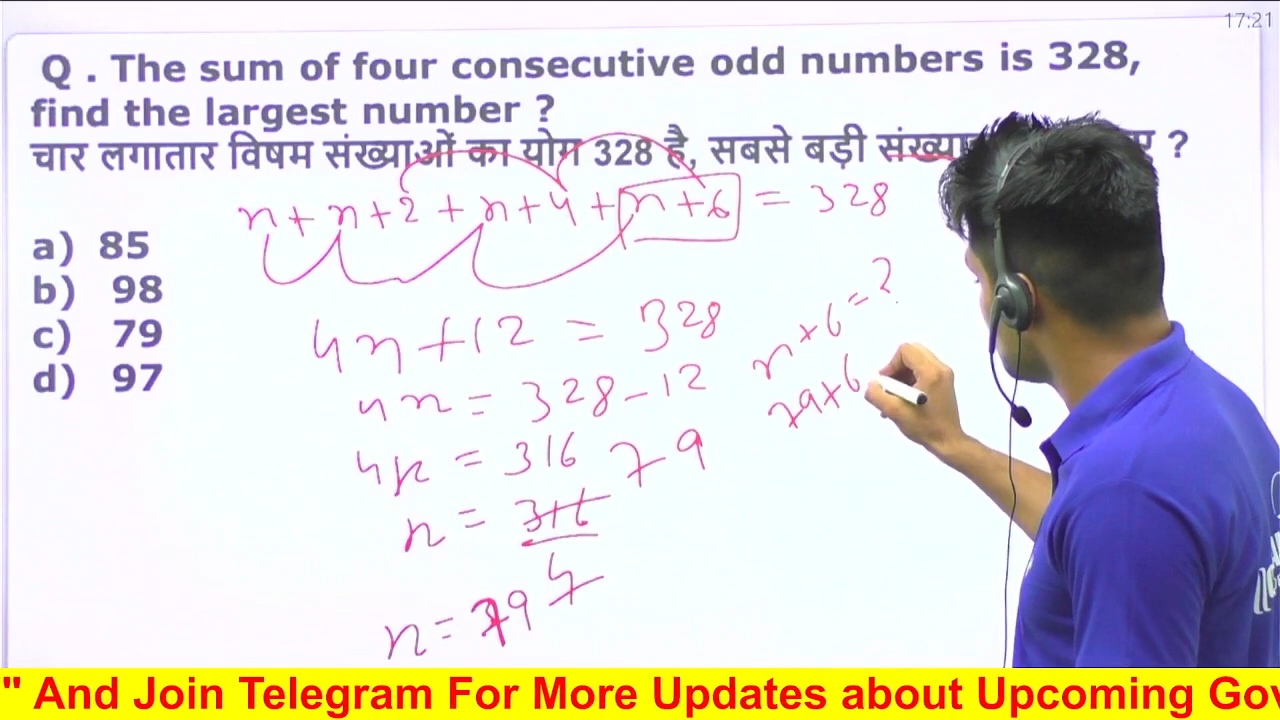 17:21
Q . The sum of four consecutive odd numbers is 328,
find the largest number ?
चार लगातार विषम संख्याओं का योग 328 है, सबसे बड़ी संख्या ?
a) 85
b) 98
c) 79
d) 97
n + n + 2 + n + 4 + n + 6 = 328
4n + 12 = 328
4n = 328 - 12
4n = 316
n = 316 79
4
n = 79
n + 6 = ?
79 + 6
" And Join Telegram For More Updates about Upcoming